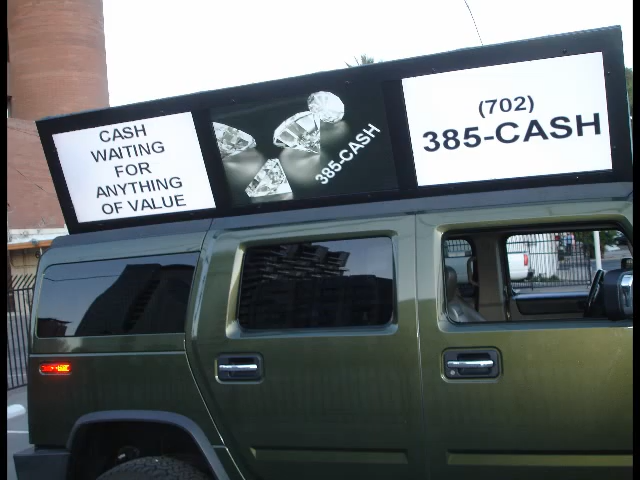 CASH
WAITING
FOR
ANYTHING
OF VALUE
385-CASH
(702)
385-CASH